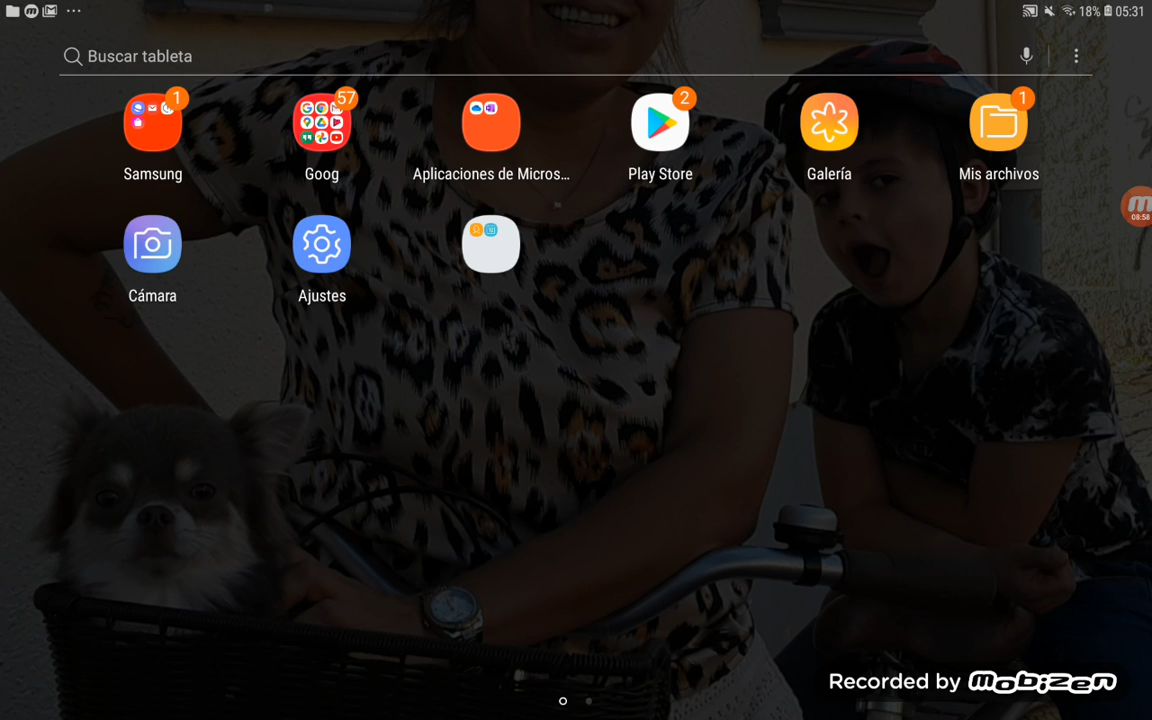 18% 05:31
Buscar tableta
1
57
2
1
Samsung
Goog
Aplicaciones de Micros...
Play Store
Galería
Mis archivos
08:58
Cámara
Ajustes
Recorded by mobizen